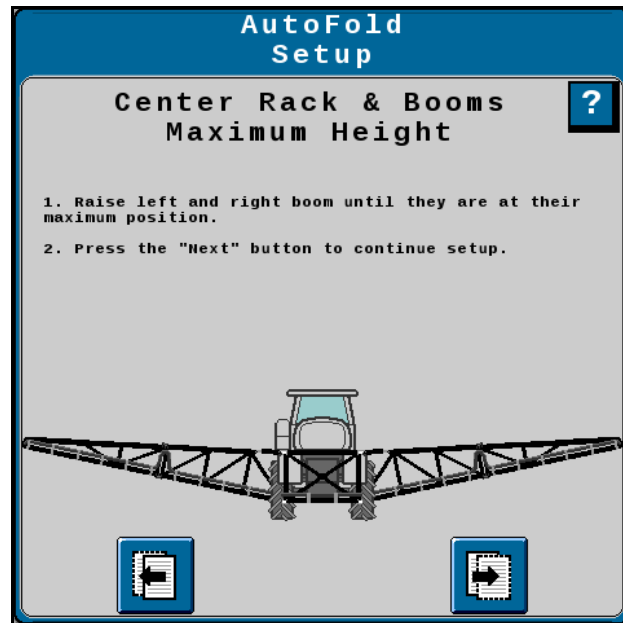 AutoFold
Setup
Center Rack & Booms
Maximum Height
?
1. Raise left and right boom until they are at their
maximum position.
2. Press the "Next" button to continue setup.